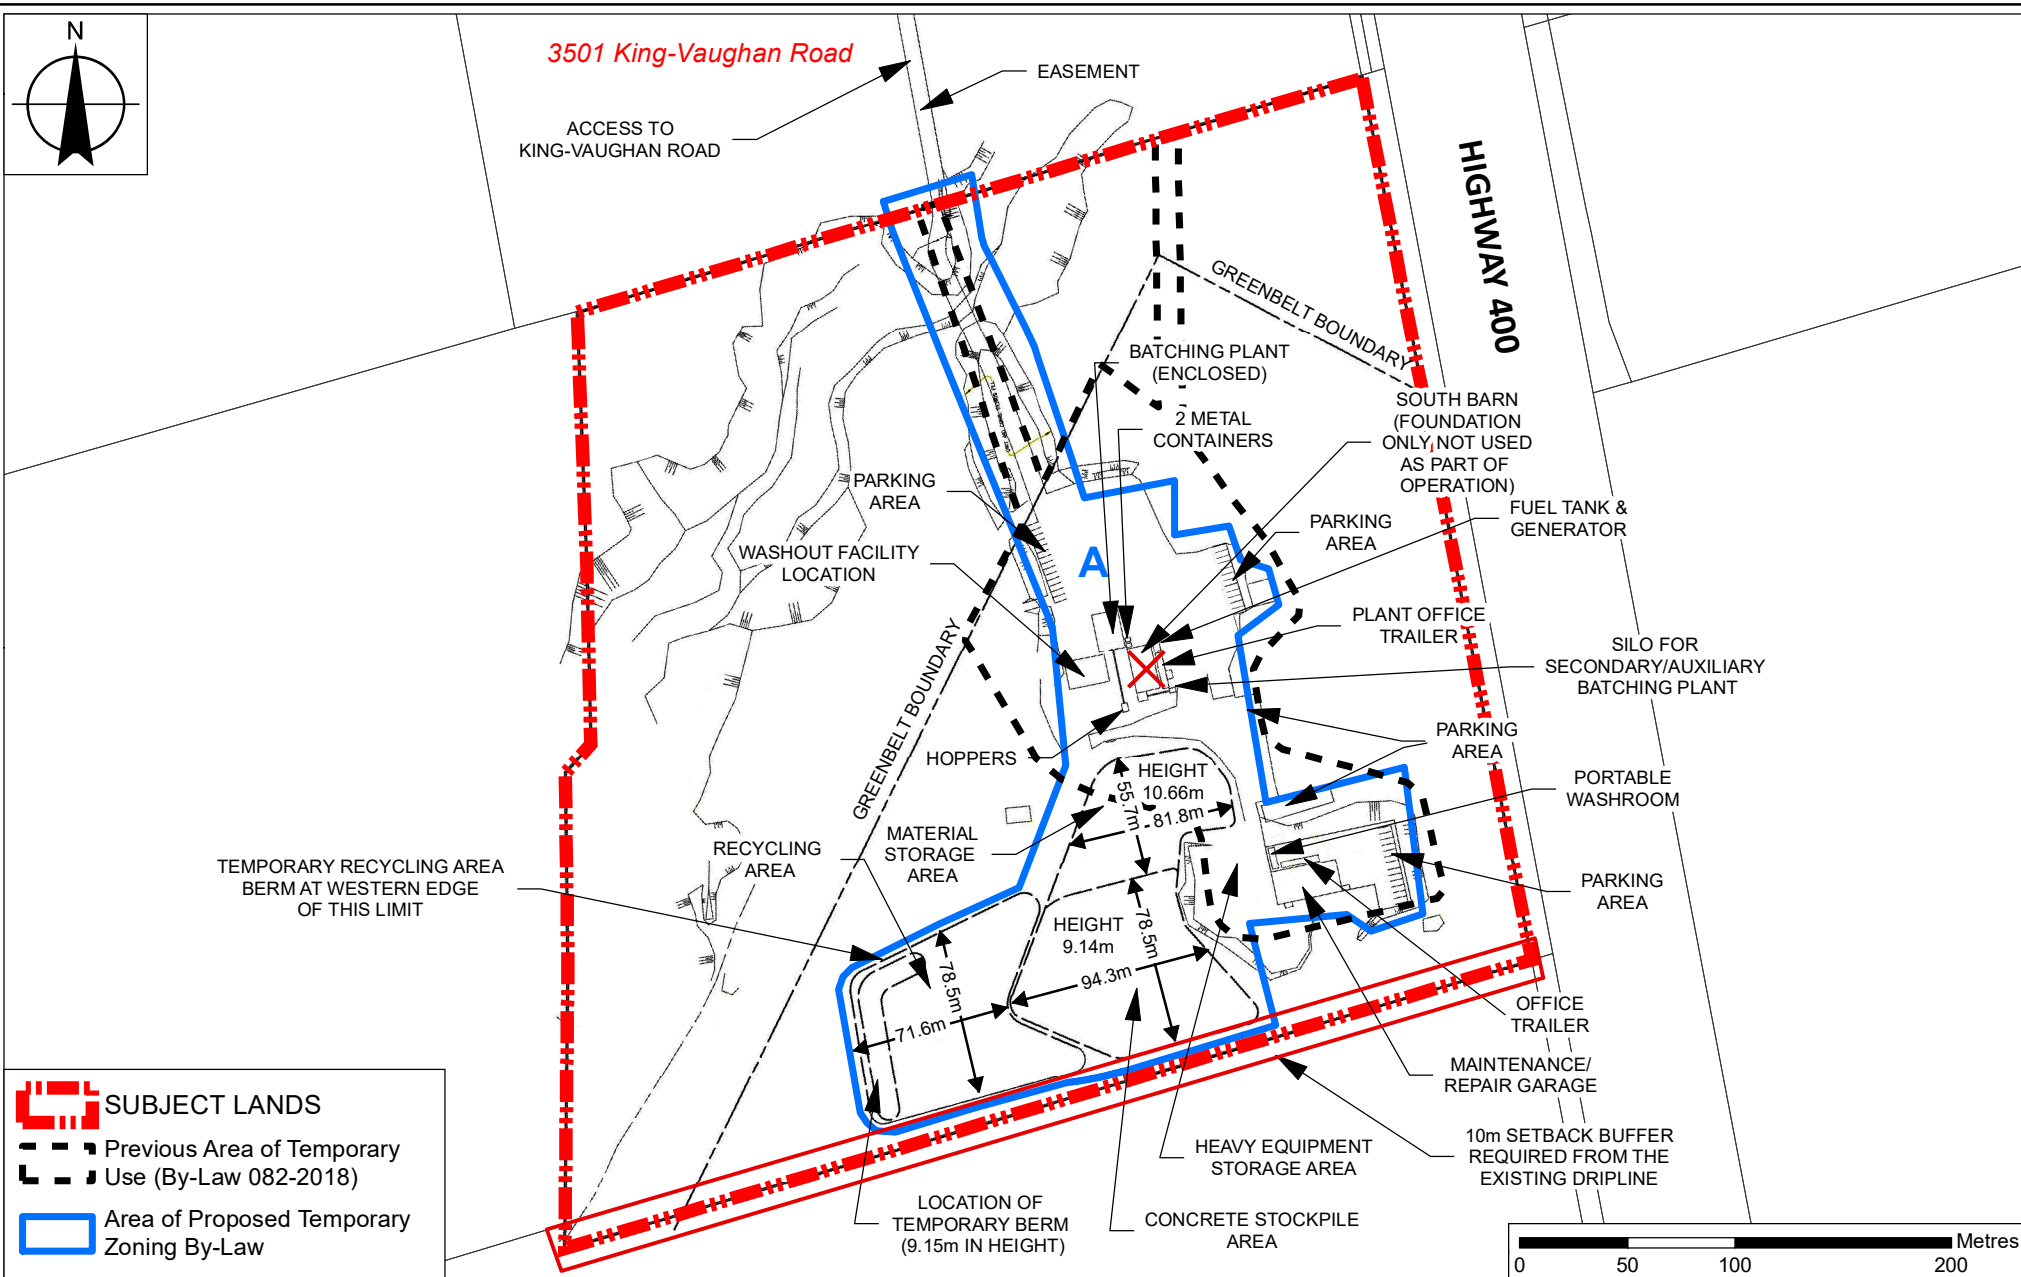 N
3501 King-Vaughan Road
EASEMENT
ACCESS TO
KING-VAUGHAN ROAD
HIGHWAY 400
GREENBELT BOUNDARY
BATCHING PLANT
(ENCLOSED)
2 METAL
CONTAINERS
SOUTH BARN
(FOUNDATION
ONLY NOT USED
AS PART OF
OPERATION)
FUEL TANK &
GENERATOR
PARKING
AREA
PARKING
AREA
WASHOUT FACILITY
LOCATION
A
PLANT OFFICE
TRAILER
SILO FOR
SECONDARY/AUXILIARY
BATCHING PLANT
GREENBELT BOUNDARY
HOPPERS
PARKING
AREA
HEIGHT
10.66m
55.7m
81.8m
PORTABLE
WASHROOM
MATERIAL
STORAGE
AREA
RECYCLING
AREA
TEMPORARY RECYCLING AREA
BERM AT WESTERN EDGE
OF THIS LIMIT
PARKING
AREA
HEIGHT
9.14m
78.5m
94.3m
78.5m
71.6m
OFFICE
TRAILER
MAINTENANCE/
REPAIR GARAGE
HEAVY EQUIPMENT
STORAGE AREA
10m SETBACK BUFFER
REQUIRED FROM THE
EXISTING DRIPLINE
LOCATION OF
TEMPORARY BERM
(9.15m IN HEIGHT)
CONCRETE STOCKPILE
AREA
SUBJECT LANDS
Previous Area of Temporary
Use (By-Law 082-2018)
Area of Proposed Temporary
Zoning By-Law
Metres
0 50 100 200